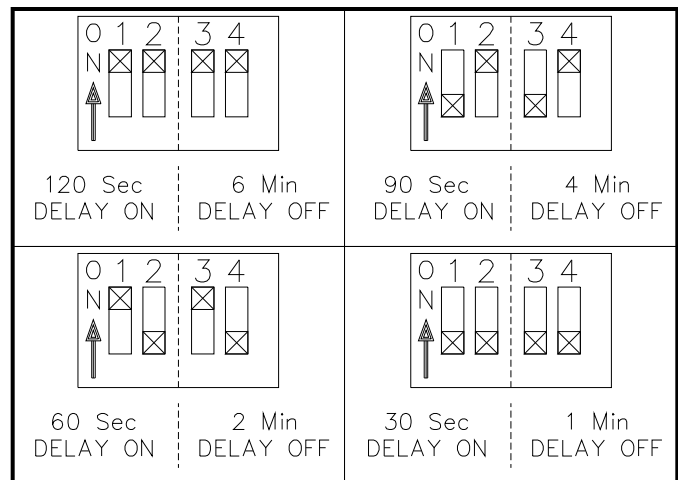 O 1 2 3 4
N
120 Sec 6 Min
DELAY ON DELAY OFF
O 1 2 3 4
N
90 Sec 4 Min
DELAY ON DELAY OFF
O 1 2 3 4
N
60 Sec 2 Min
DELAY ON DELAY OFF
O 1 2 3 4
N
30 Sec 1 Min
DELAY ON DELAY OFF